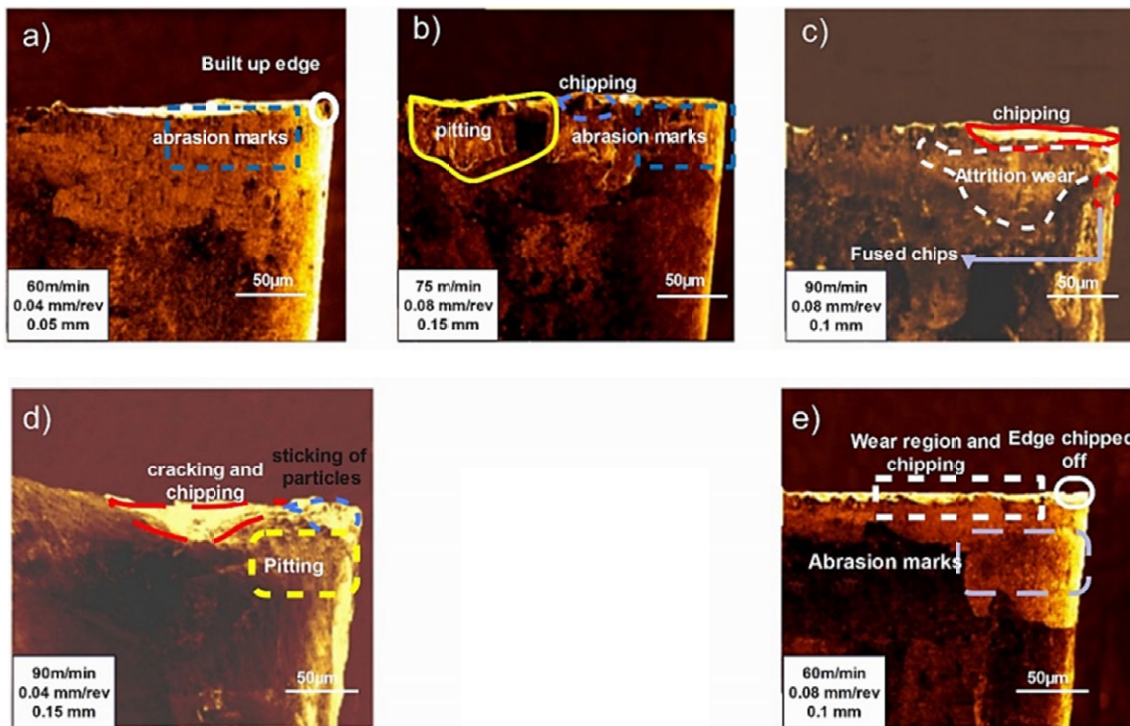 a)
Built up edge
abrasion marks
50µm
60m/min
0.04 mm/rev
0.05 mm
b)
chipping
pitting
abrasion marks
50µm
75 m/min
0.08 mm/rev
0.15 mm
c)
chipping
Attrition wear
Fused chips
50µm
90m/min
0.08 mm/rev
0.1 mm
d)
cracking and
chipping
sticking of
particles
Pitting
50µm
90m/min
0.04 mm/rev
0.15 mm
e)
Wear region and
chipping
Edge chipped
off
Abrasion marks
50µm
60m/min
0.08 mm/rev
0.1 mm